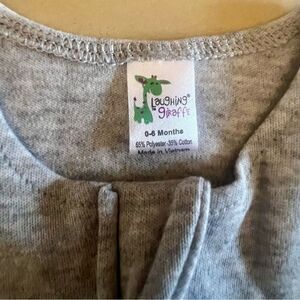 Laughing®
giraffe
0-6 Months
65% Polyester-35% Cotton
Made in Vietnam